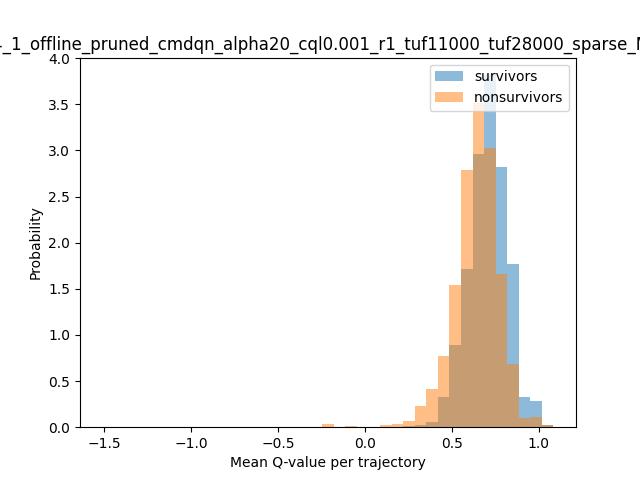 _1_offline_pruned_cmdqn_alpha20_cql0.001_r1_tuf11000_tuf28000_sparse_
survivors
nonsurvivors
4.0
3.5
3.0
2.5
2.0
1.5
1.0
0.5
0.0
Probability
−1.5 −1.0 −0.5 0.0 0.5 1.0
Mean Q-value per trajectory